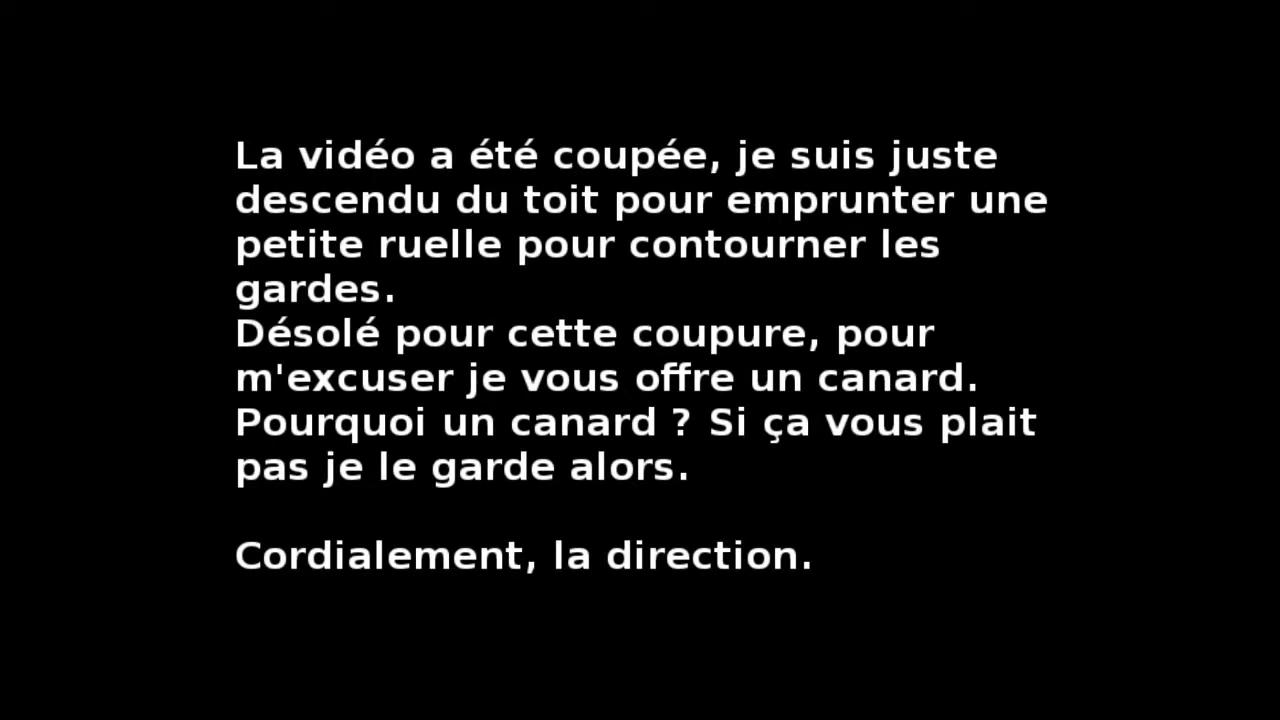 La vidéo a été coupée, je suis juste
descendu du toit pour emprunter une
petite ruelle pour contourner les
gardes.
Désolé pour cette coupure, pour
m'excuser je vous offre un canard.
Pourquoi un canard ? Si ça vous plait
pas je le garde alors.

Cordialement, la direction.